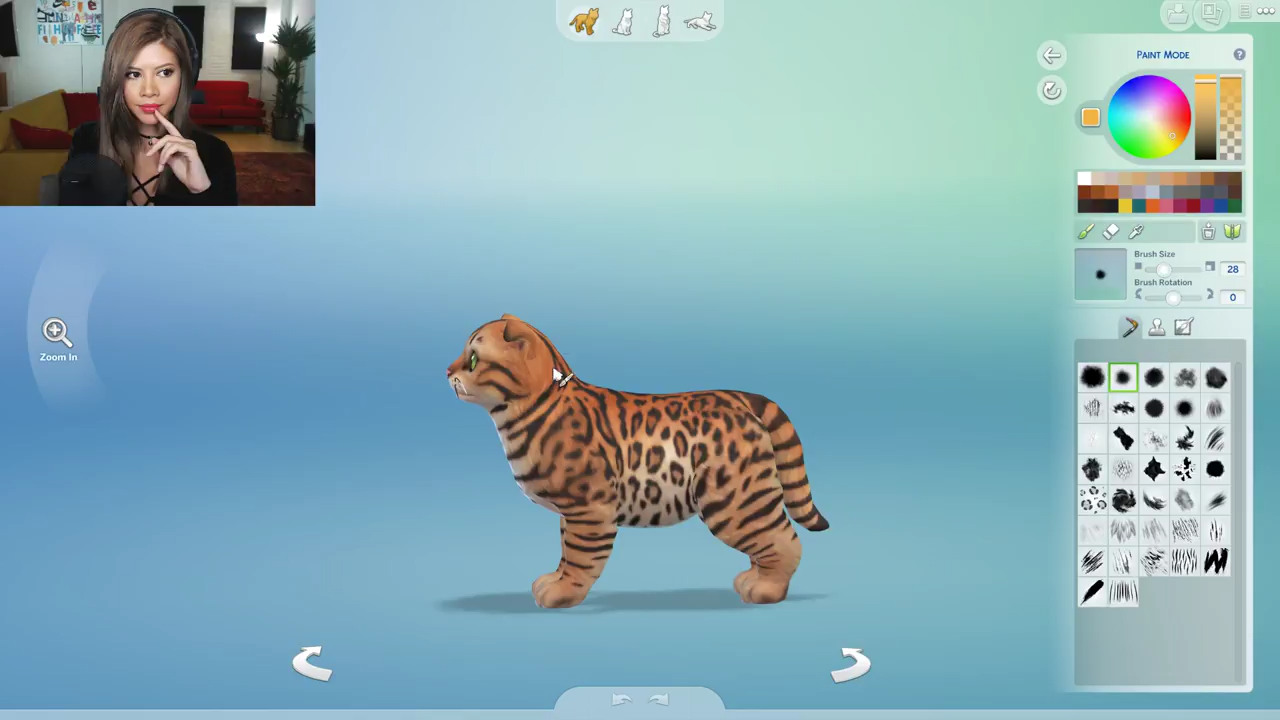 PAINT MODE
?
Brush Size
28
Brush Rotation
0
Zoom In